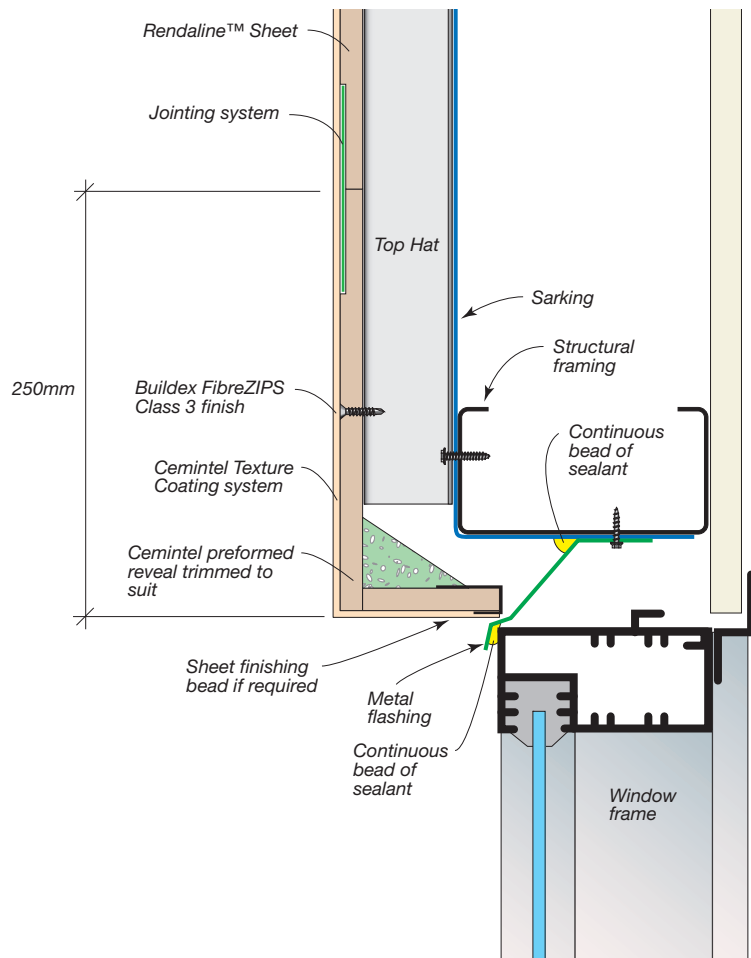 Rendaline™ Sheet
Jointing system
Top Hat
Sarking
Structural
framing
250mm
Buildex FibreZIPS
Class 3 finish
Continuous
bead of
sealant
Cemintel Texture
Coating system
Cemintel preformed
reveal trimmed to
suit
Sheet finishing
bead if required
Metal
flashing
Continuous
bead of
sealant
Window
frame